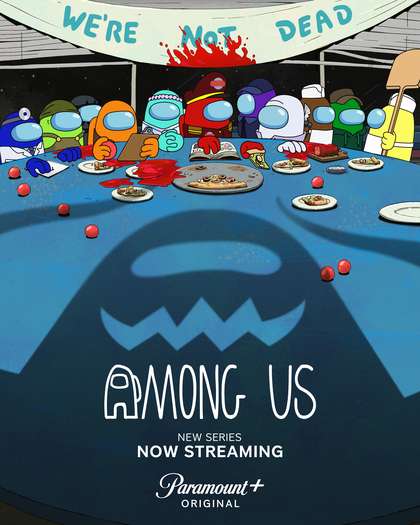 WE'RE NOT DEAD
AMONG US
NEW SERIES
NOW STREAMING
Paramount+
ORIGINAL